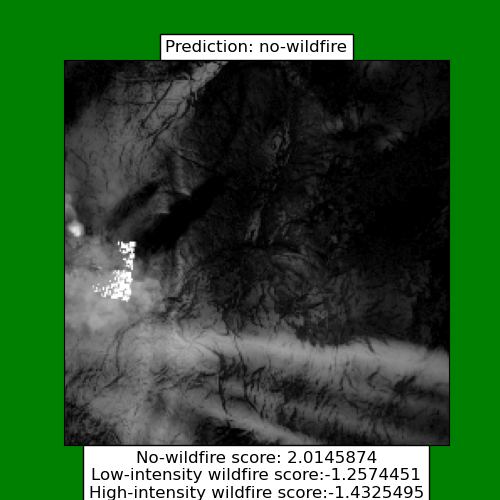 Prediction: no-wildfire
No-wildfire score: 2.0145874
Low-intensity wildfire score:-1.2574451
High-intensity wildfire score:-1.4325495